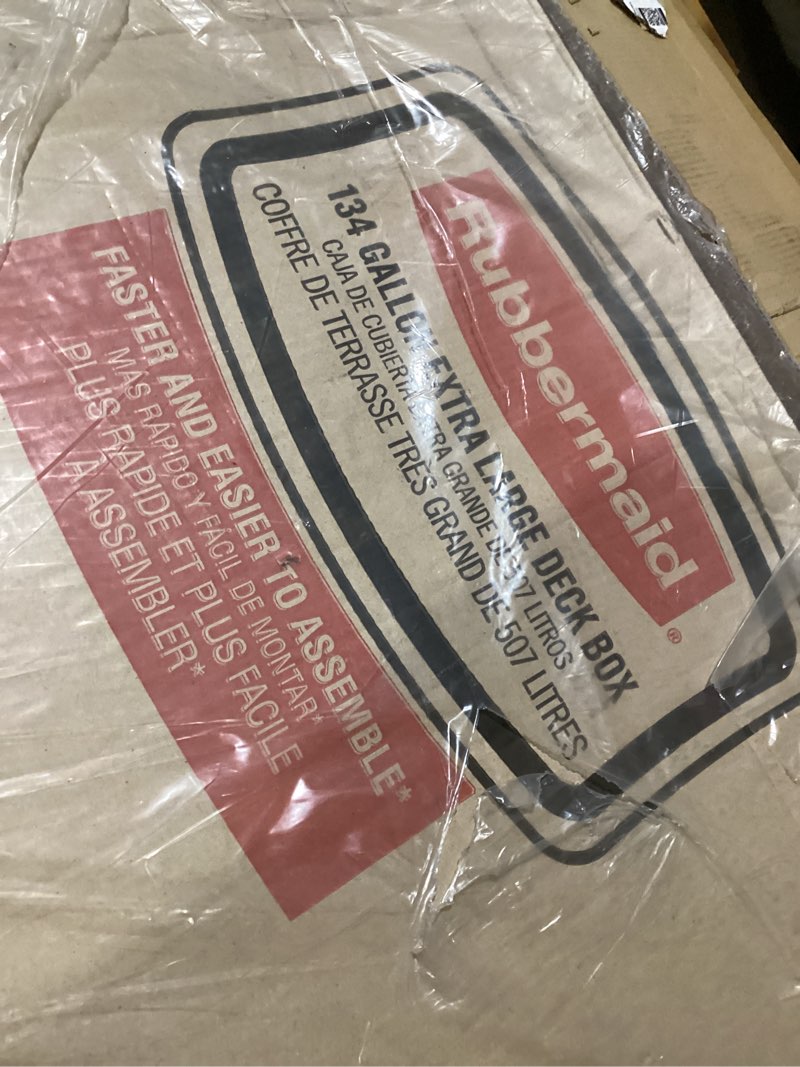 Rubbermaid®
134 GALLON EXTRA LARGE DECK BOX
CAJA DE CUBIERTA EXTRA GRANDE DE 507 LITROS
COFFRE DE TERRASSE TRÈS GRAND DE 507 LITRES
FASTER AND EASIER TO ASSEMBLE*
MÁS RÁPIDO Y FÁCIL DE MONTAR*
PLUS RAPIDE ET PLUS FACILE
À ASSEMBLER*